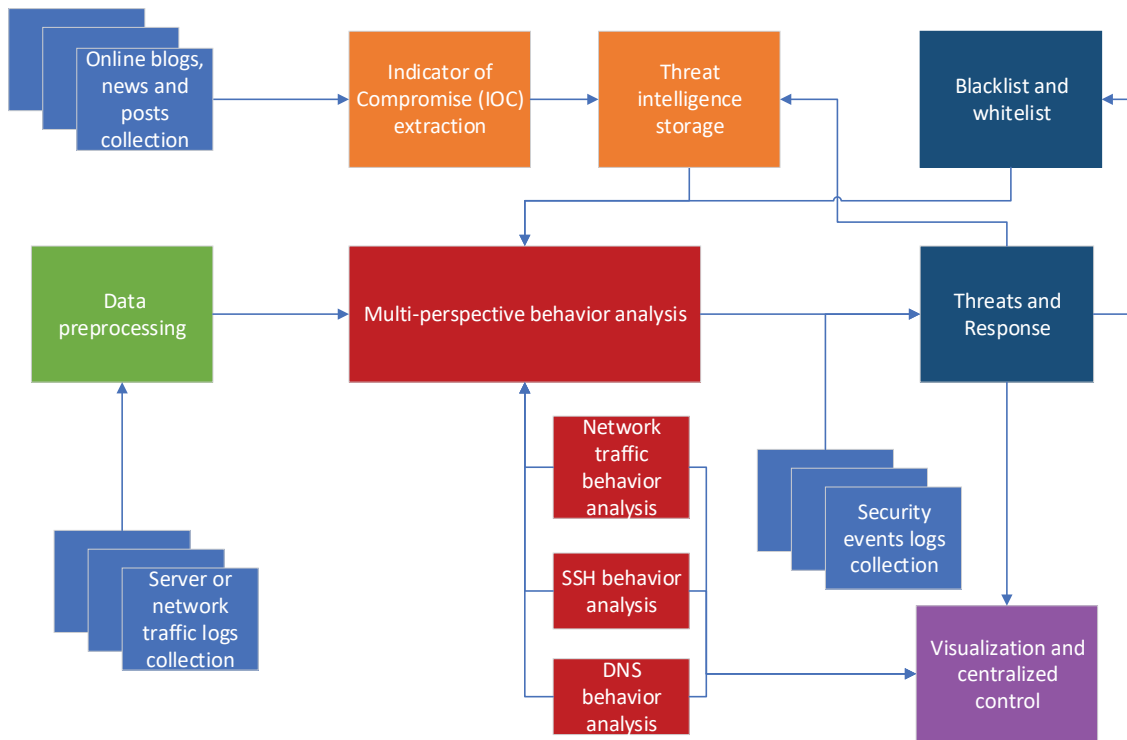 Online blogs,
news and
posts
collection
Indicator of
Compromise (IOC)
extraction
Threat
intelligence
storage
Blacklist and
whitelist
Data
preprocessing
Multi-perspective behavior analysis
Threats and
Response
Network
traffic
behavior
analysis
SSH behavior
analysis
DNS
behavior
analysis
Server or
network
traffic logs
collection
Security
events logs
collection
Visualization and
centralized
control